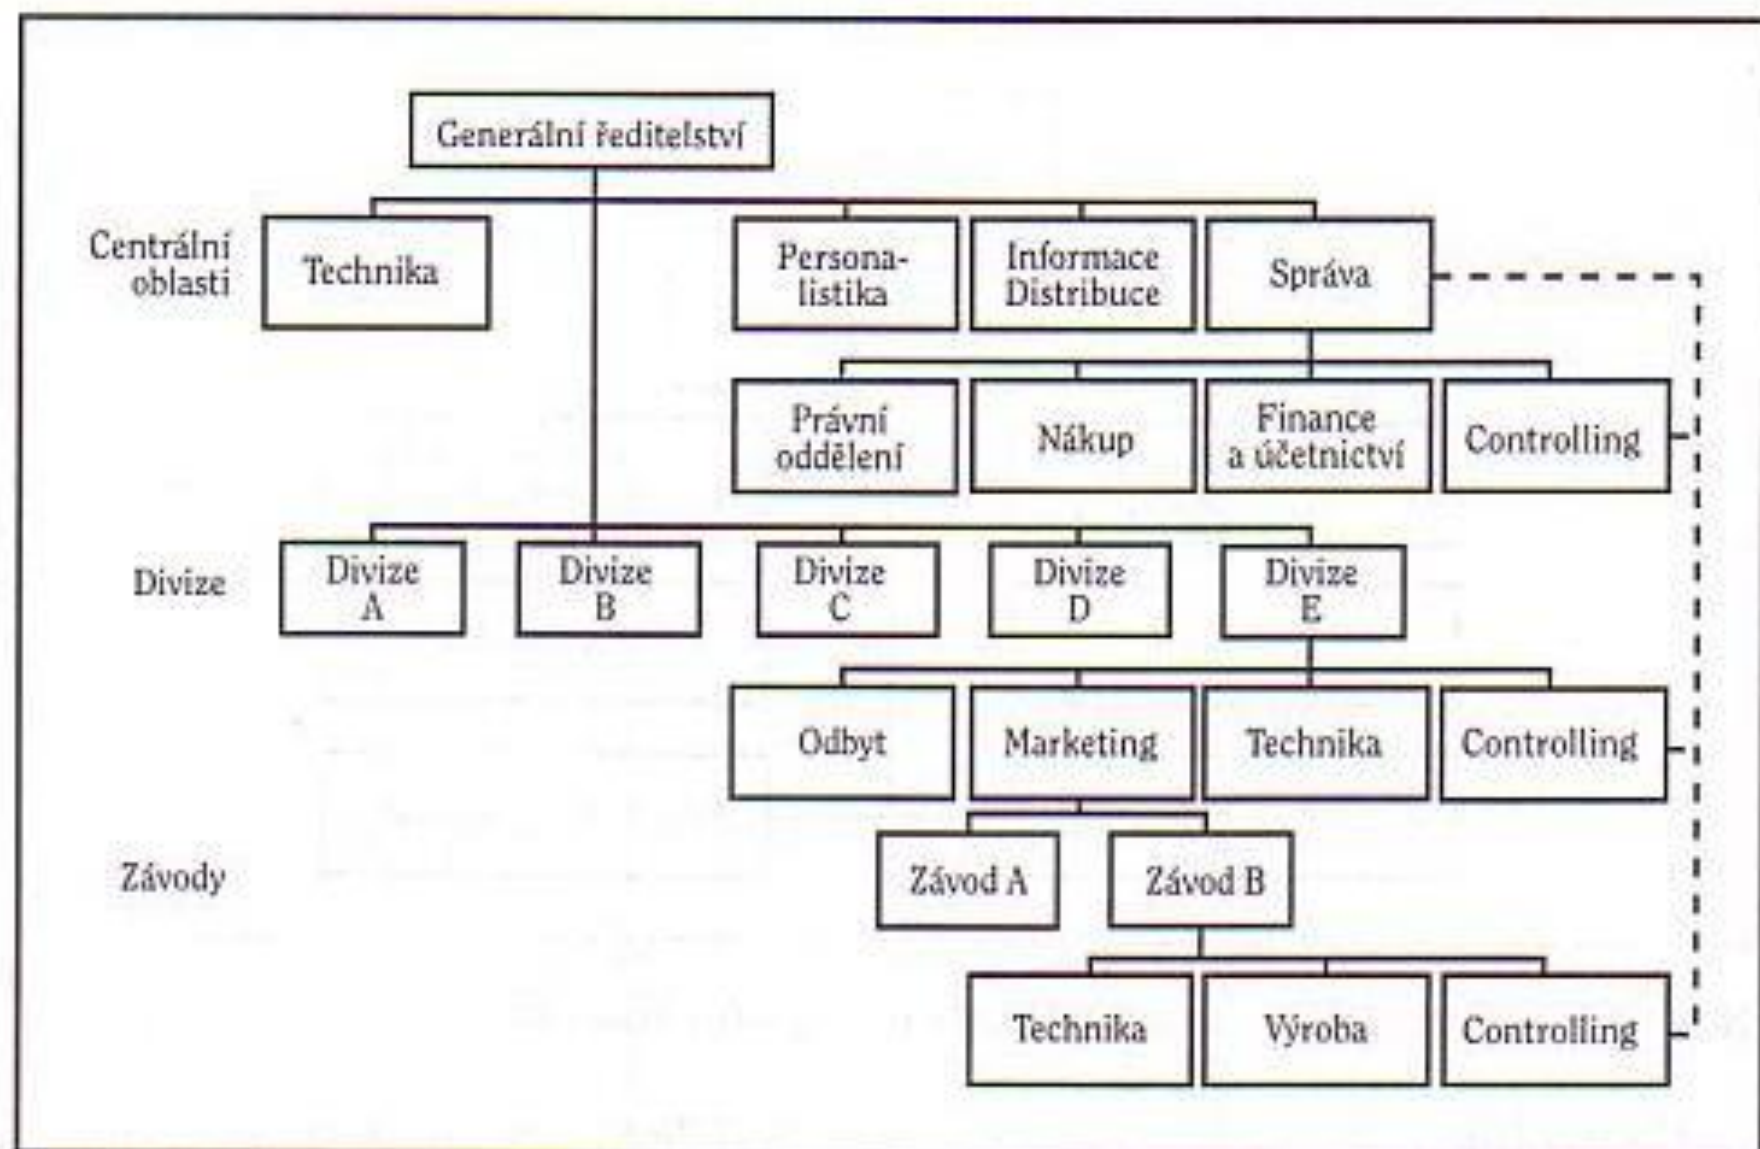 Generální ředitelství
Centrální
oblasti
Technika
Persona-
listika
Informace
Distribuce
Správa
Právní
oddělení
Nákup
Finance
a účetnictví
Controlling
Divize
Divize
A
Divize
B
Divize
C
Divize
D
Divize
E
Odbyt
Marketing
Technika
Controlling
Závody
Závod A
Závod B
Technika
Výroba
Controlling